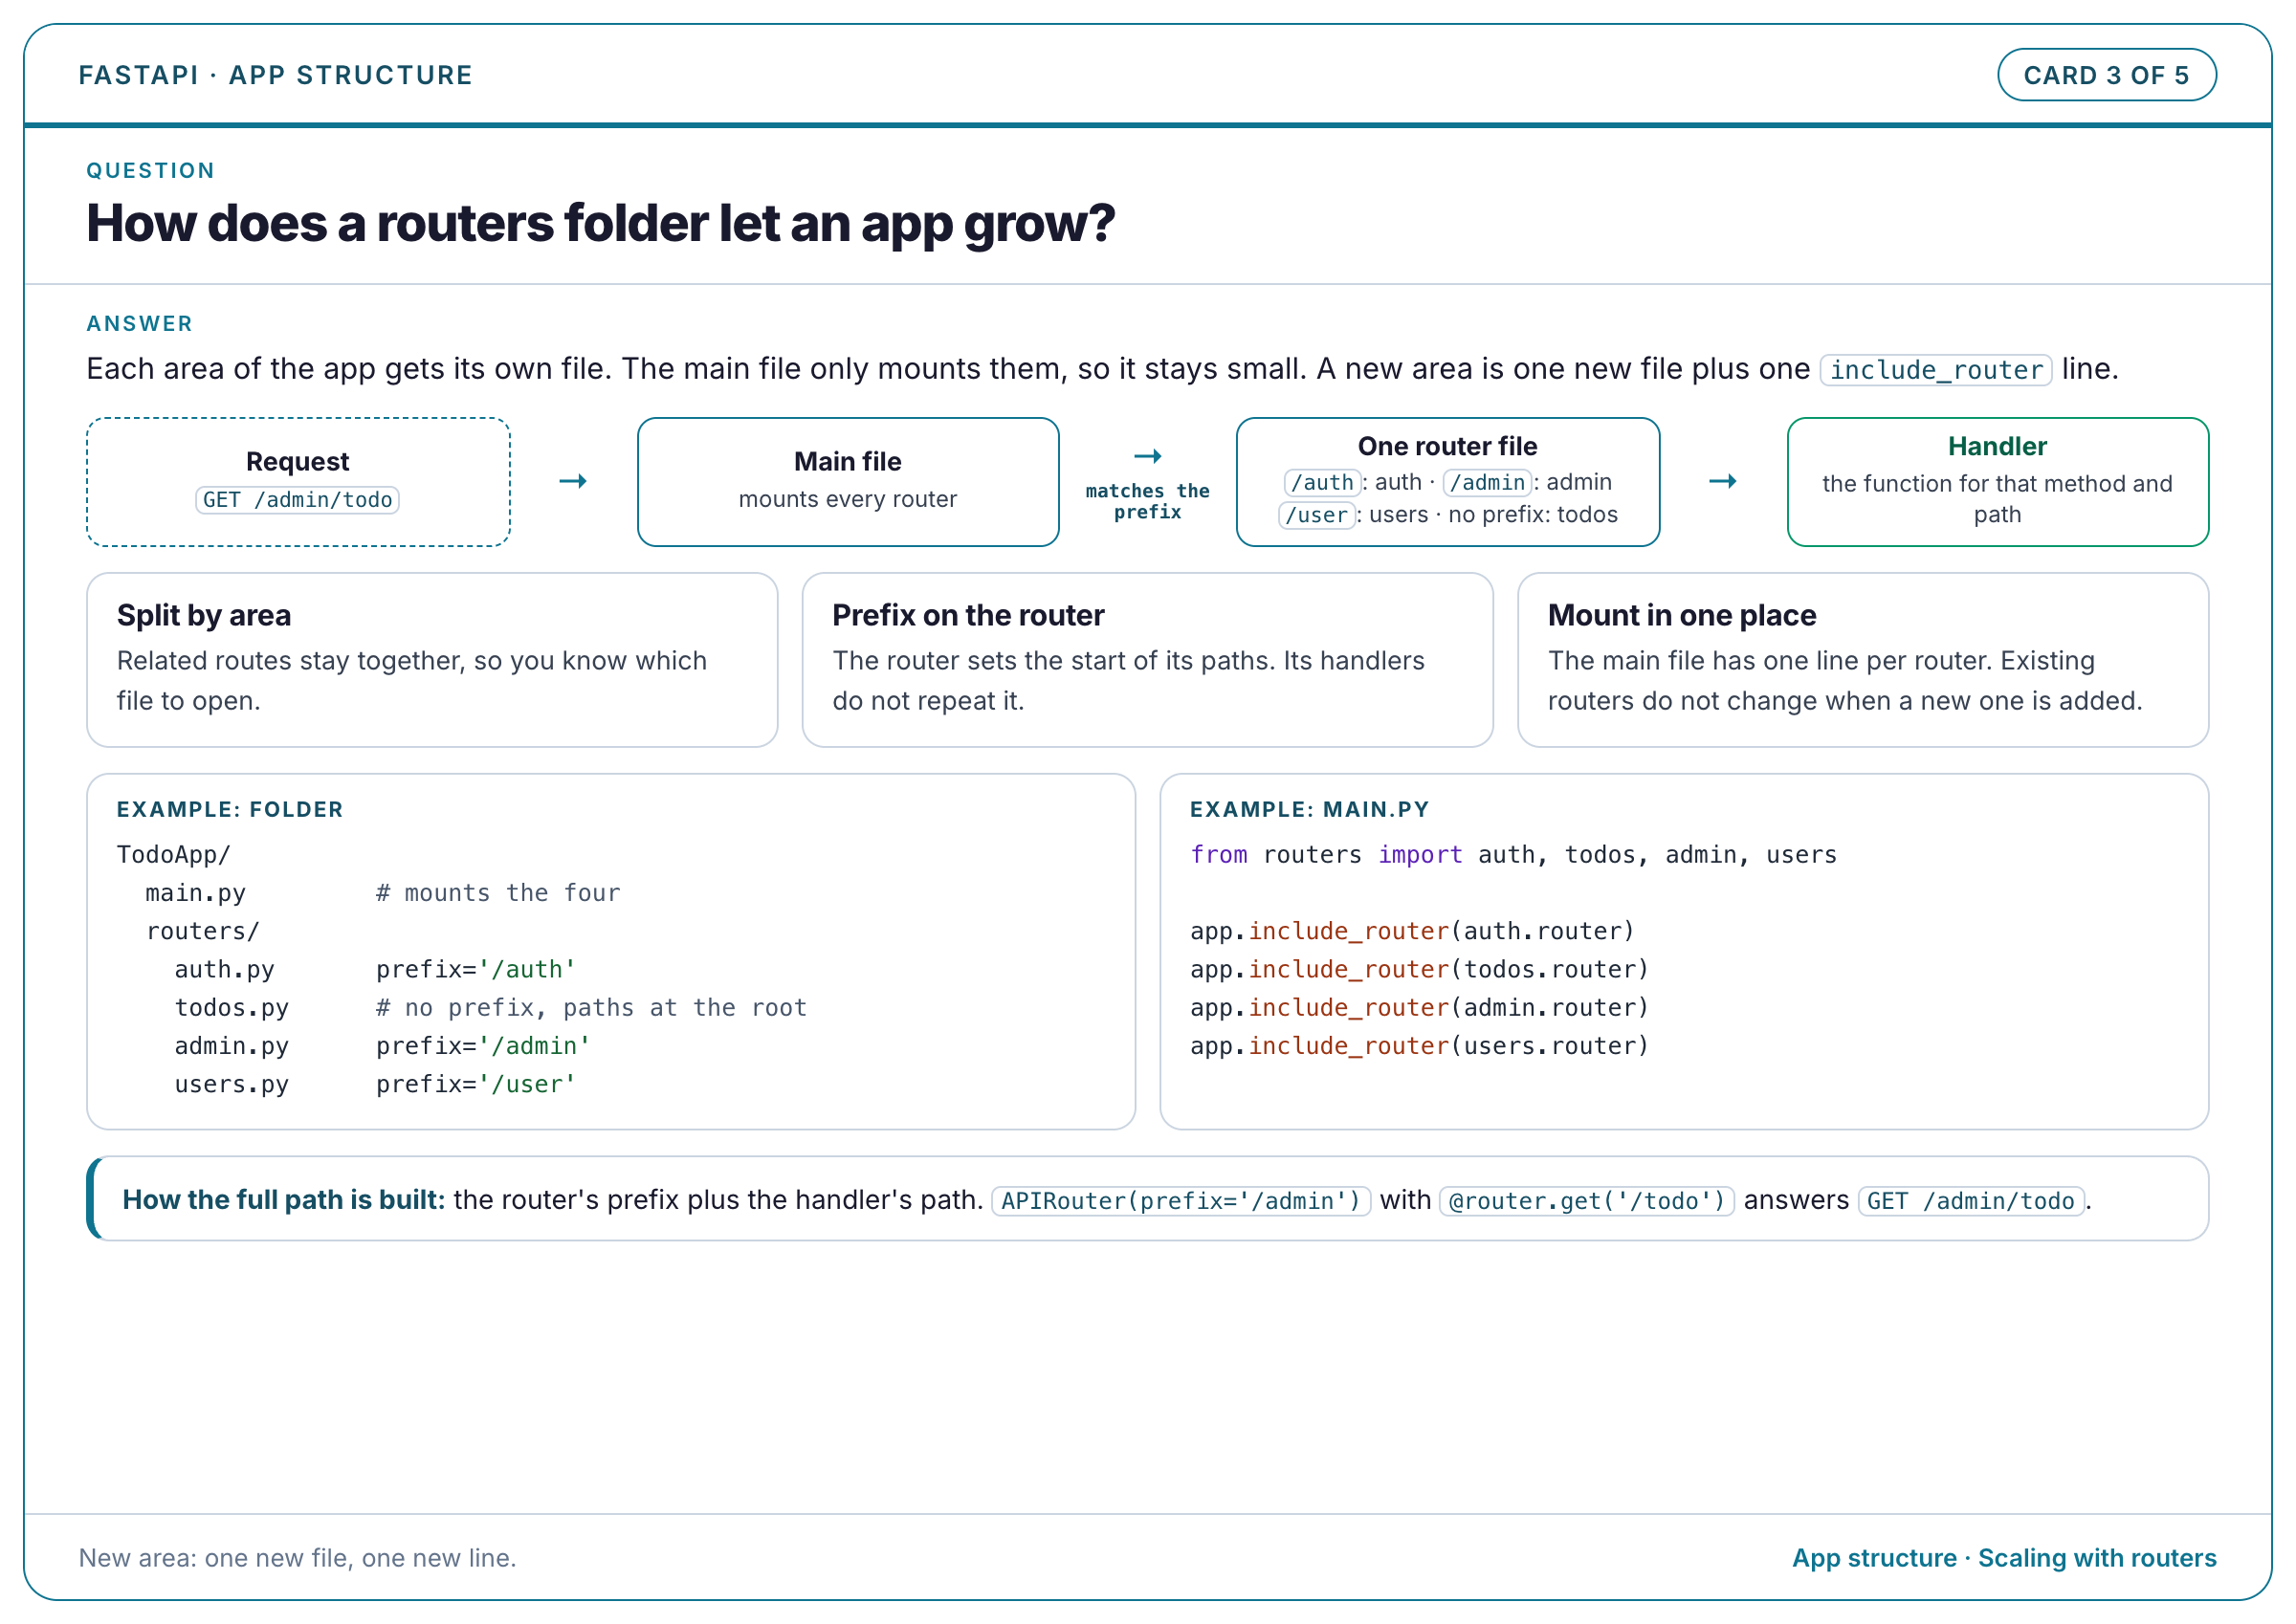 FASTAPI · APP STRUCTURE
CARD 3 OF 5
QUESTION
How does a routers folder let an app grow?
ANSWER
Each area of the app gets its own file. The main file only mounts them, so it stays small. A new area is one new file plus one include_router line.
Request
GET /admin/todo
→
Main file
mounts every router
→
matches the
prefix
One router file
/auth: auth · /admin: admin
/user: users · no prefix: todos
→
Handler
the function for that method and
path
Split by area
Related routes stay together, so you know which
file to open.
Prefix on the router
The router sets the start of its paths. Its handlers
do not repeat it.
Mount in one place
The main file has one line per router. Existing
routers do not change when a new one is added.
EXAMPLE: FOLDER
TodoApp/
  main.py         # mounts the four
  routers/
    auth.py       prefix='/auth'
    todos.py      # no prefix, paths at the root
    admin.py      prefix='/admin'
    users.py      prefix='/user'
EXAMPLE: MAIN.PY
from routers import auth, todos, admin, users
app.include_router(auth.router)
app.include_router(todos.router)
app.include_router(admin.router)
app.include_router(users.router)
How the full path is built: the router's prefix plus the handler's path. APIRouter(prefix='/admin') with @router.get('/todo') answers GET /admin/todo.
New area: one new file, one new line.
App structure · Scaling with routers